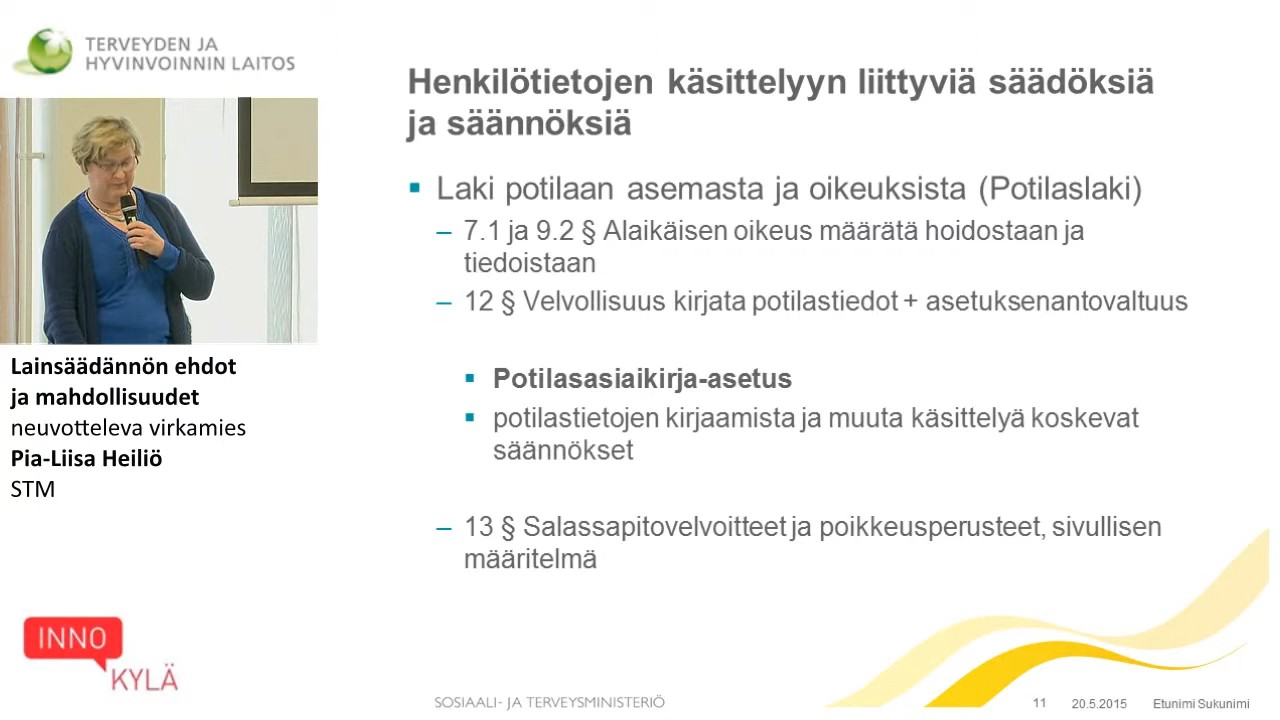 TERVEYDEN JA
HYVINVOINNIN LAITOS
Henkilötietojen käsittelyyn liittyviä säädöksiä
ja säännöksiä
▪ Laki potilaan asemasta ja oikeuksista (Potilaslaki)
– 7.1 ja 9.2 § Alaikäisen oikeus määrätä hoidostaan ja
tiedoistaan
– 12 § Velvollisuus kirjata potilastiedot + asetuksenantovaltuus
▪ Potilasasiaikirja-asetus
▪ potilastietojen kirjaamista ja muuta käsittelyä koskevat
säännökset
– 13 § Salassapitovelvoitteet ja poikkeusperusteet, sivullisen
määritelmä
Lainsäädännön ehdot
ja mahdollisuudet
neuvotteleva virkamies
Pia-Liisa Heiliö
STM
INNO
KYLÄ
SOSIAALI- JA TERVEYSMINISTERIÖ
11 20.5.2015 Etunimi Sukunimi